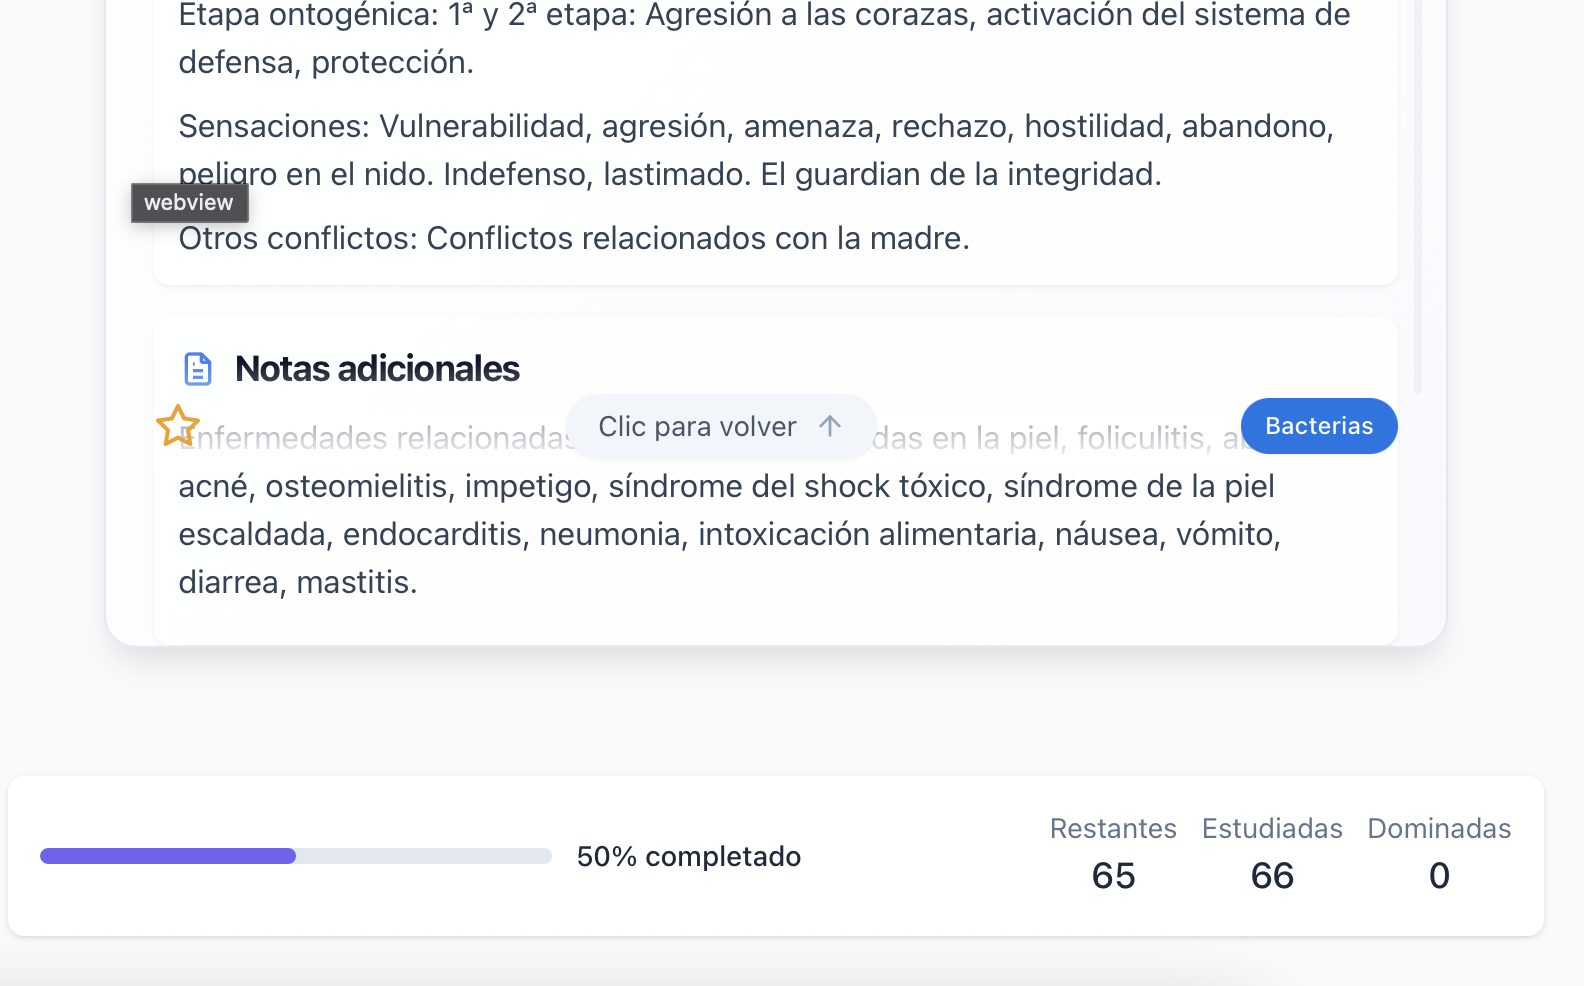 Etapa ontogénica: 1ª y 2ª etapa: Agresión a las corazas, activación del sistema de
defensa, protección.
Sensaciones: Vulnerabilidad, agresión, amenaza, rechazo, hostilidad, abandono,
peligro en el nido. Indefenso, lastimado. El guardian de la integridad.
webview
Otros conflictos: Conflictos relacionados con la madre.
Notas adicionales
Enfermedades relacionadas Clic para volver ↑ en la piel, foliculitis, Bacterias
acné, osteomielitis, impetigo, síndrome del shock tóxico, síndrome de la piel
escaldada, endocarditis, neumonia, intoxicación alimentaria, náusea, vómito,
diarrea, mastitis.
50% completado
Restantes Estudiadas Dominadas
65 66 0